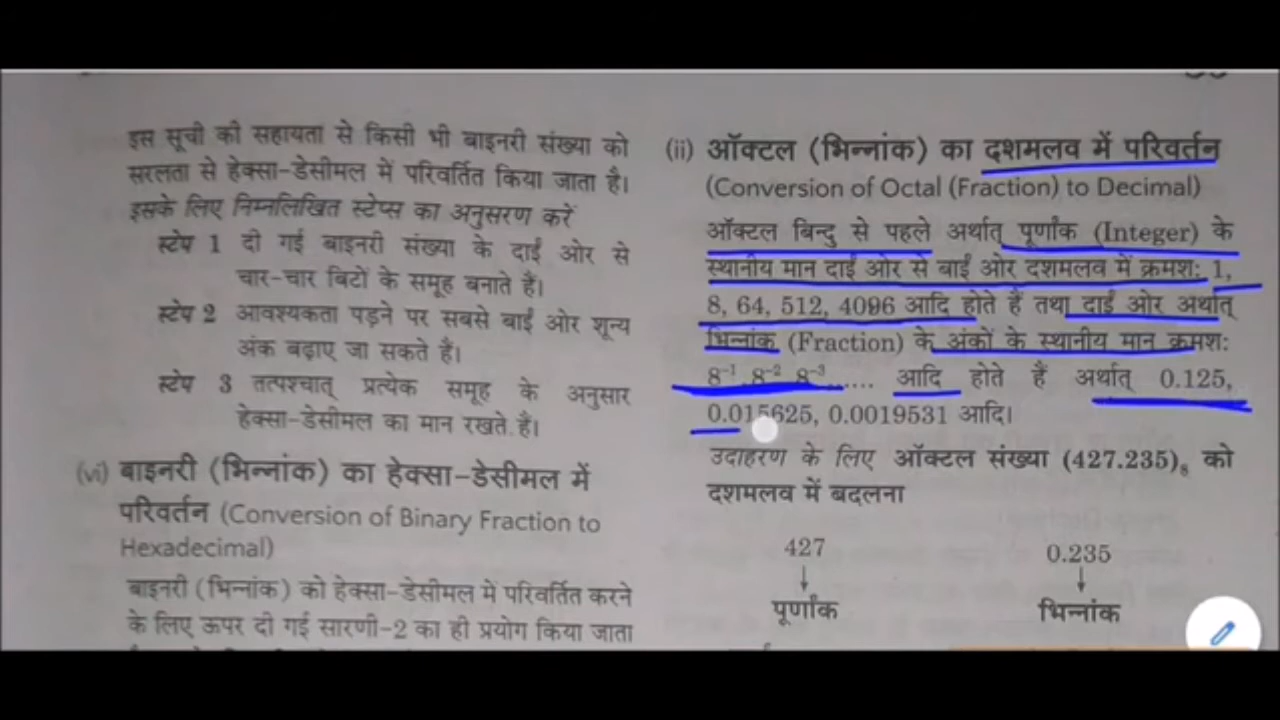 इस सूची की सहायता से किसी भी बाइनरी संख्या को
सरलता से हेक्सा-डेसीमल में परिवर्तित किया जाता है।
इसके लिए निम्नलिखित स्टेप्स का अनुसरण करें
स्टेप 1 दी गई बाइनरी संख्या के दाईं ओर से
चार-चार बिटों के समूह बनाते हैं।
स्टेप 2 आवश्यकता पड़ने पर सबसे बाईं ओर शून्य
अंक बढ़ाए जा सकते हैं।
स्टेप 3 तत्पश्चात् प्रत्येक समूह के अनुसार
हेक्सा-डेसीमल का मान रखते हैं।
(vi) बाइनरी (भिन्नांक) का हेक्सा-डेसीमल में
परिवर्तन (Conversion of Binary Fraction to
Hexadecimal)
बाइनरी (भिन्नांक) को हेक्सा-डेसीमल में परिवर्तित करने
के लिए ऊपर दी गई सारणी-2 का ही प्रयोग किया जाता
(ii) ऑक्टल (भिन्नांक) का दशमलव में परिवर्तन
(Conversion of Octal (Fraction) to Decimal)
ऑक्टल बिन्दु से पहले अर्थात् पूर्णांक (Integer) के
स्थानीय मान दाईं ओर से बाईं ओर दशमलव में क्रमश: 1,
8, 64, 512, 4096 आदि होते हैं तथा दाईं ओर अर्थात्
भिन्नांक (Fraction) के अंकों के स्थानीय मान क्रमश:
8⁻¹ 8⁻² 8⁻³ ...... आदि होते हैं अर्थात् 0.125,
0.015625, 0.0019531 आदि।
उदाहरण के लिए ऑक्टल संख्या (427.235)₈ को
दशमलव में बदलना
427 0.235
↓ ↓
पूर्णांक भिन्नांक